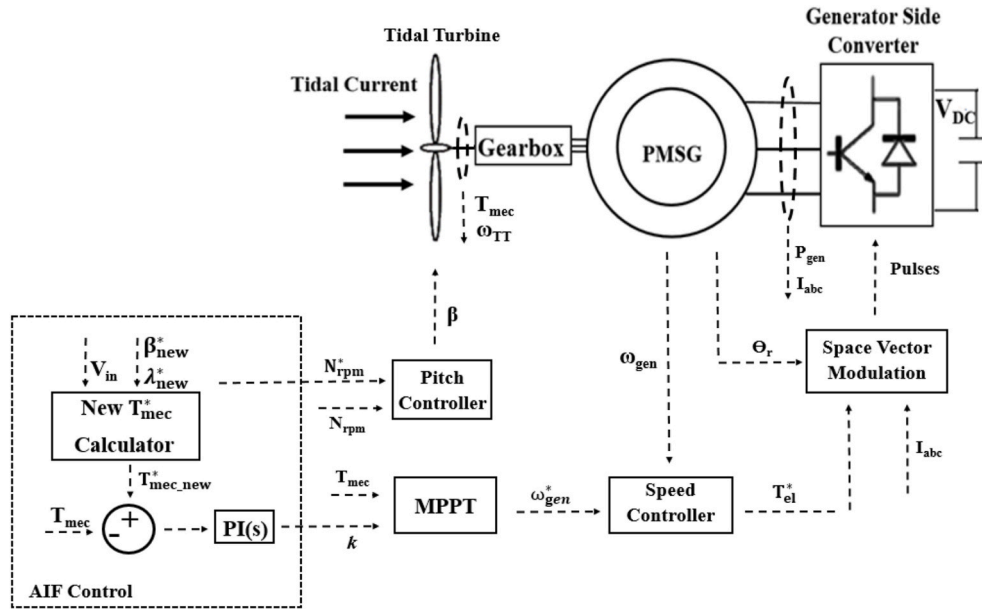 Generator Side
Converter
Tidal Turbine
Tidal Current
Gearbox
PMSG
V_DC
T_mec
ω_TT
P_gen
I_abc
Pulses
β
ω_gen
Θ_r
Space Vector
Modulation
I_abc
β*_new
V_in
λ*_new
N*_rpm
N_rpm
Pitch
Controller
New T*_mec
Calculator
T*_mec_new
T_mec
+
-
PI(s)
k
T_mec
MPPT
ω*_gen
Speed
Controller
T*_el
AIF Control